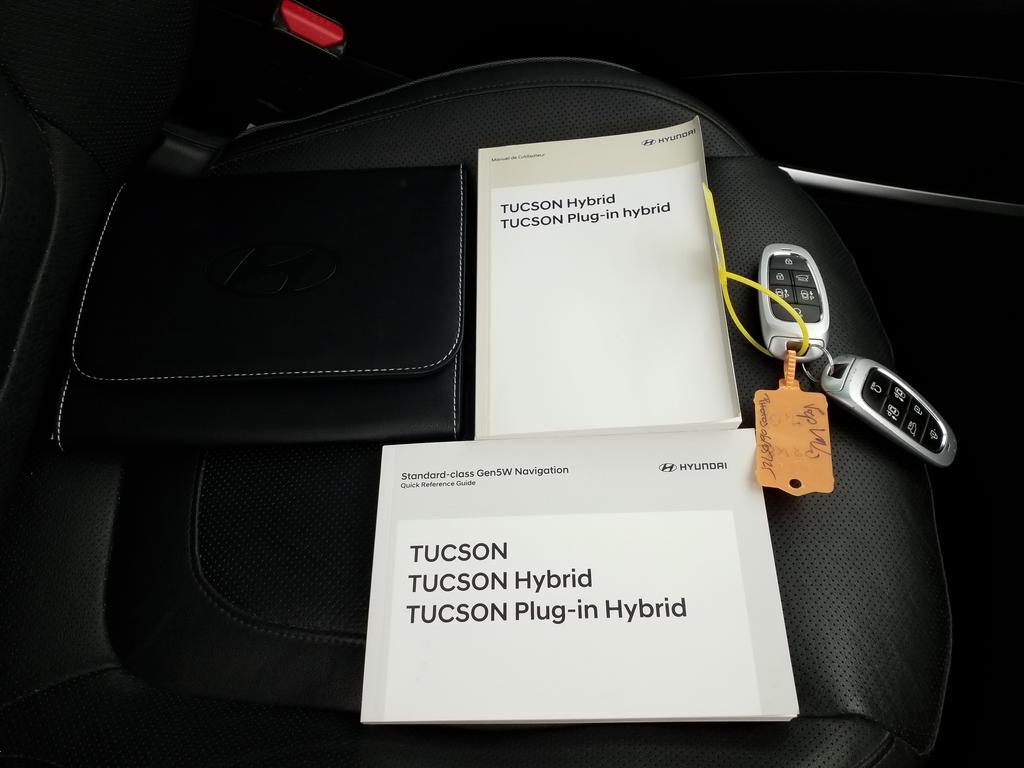 Manuel de l'utilisateur
HYUNDAI
TUCSON Hybrid
TUCSON Plug-in hybrid
Standard-class Gen5W Navigation
Quick Reference Guide
HYUNDAI
TUCSON
TUCSON Hybrid
TUCSON Plug-in Hybrid